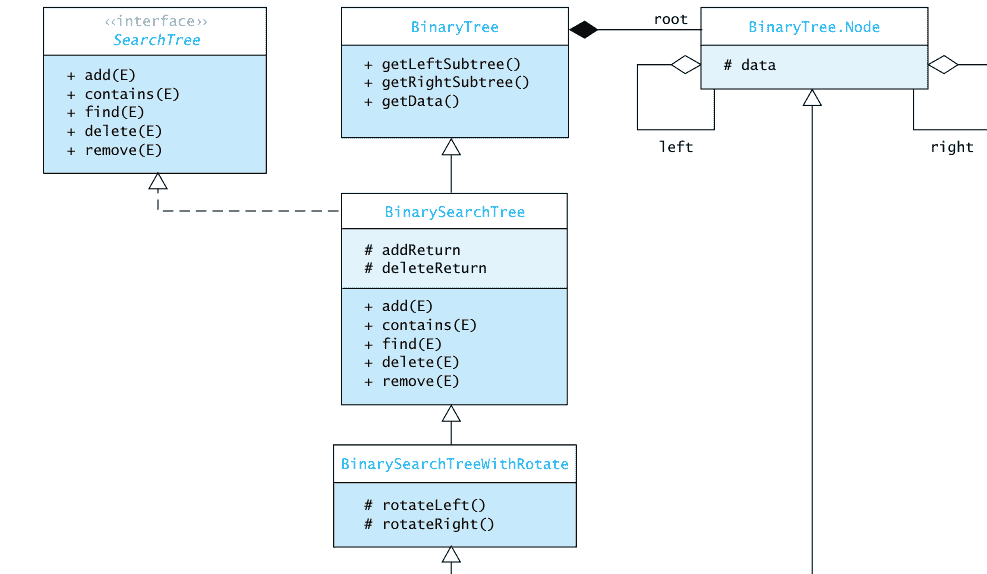 ‹‹interface››
SearchTree
+ add(E)
+ contains(E)
+ find(E)
+ delete(E)
+ remove(E)
BinaryTree
+ getLeftSubtree()
+ getRightSubtree()
+ getData()
root
BinaryTree.Node
# data
left
right
BinarySearchTree
# addReturn
# deleteReturn
+ add(E)
+ contains(E)
+ find(E)
+ delete(E)
+ remove(E)
BinarySearchTreeWithRotate
# rotateLeft()
# rotateRight()